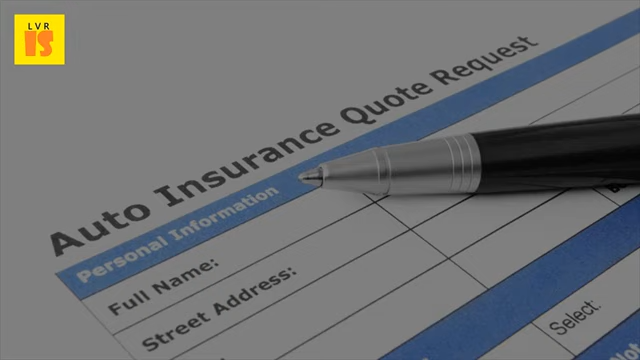 LVR
IS
Auto Insurance Quote Request
Personal Information
Full Name:
Street Address:
Select: